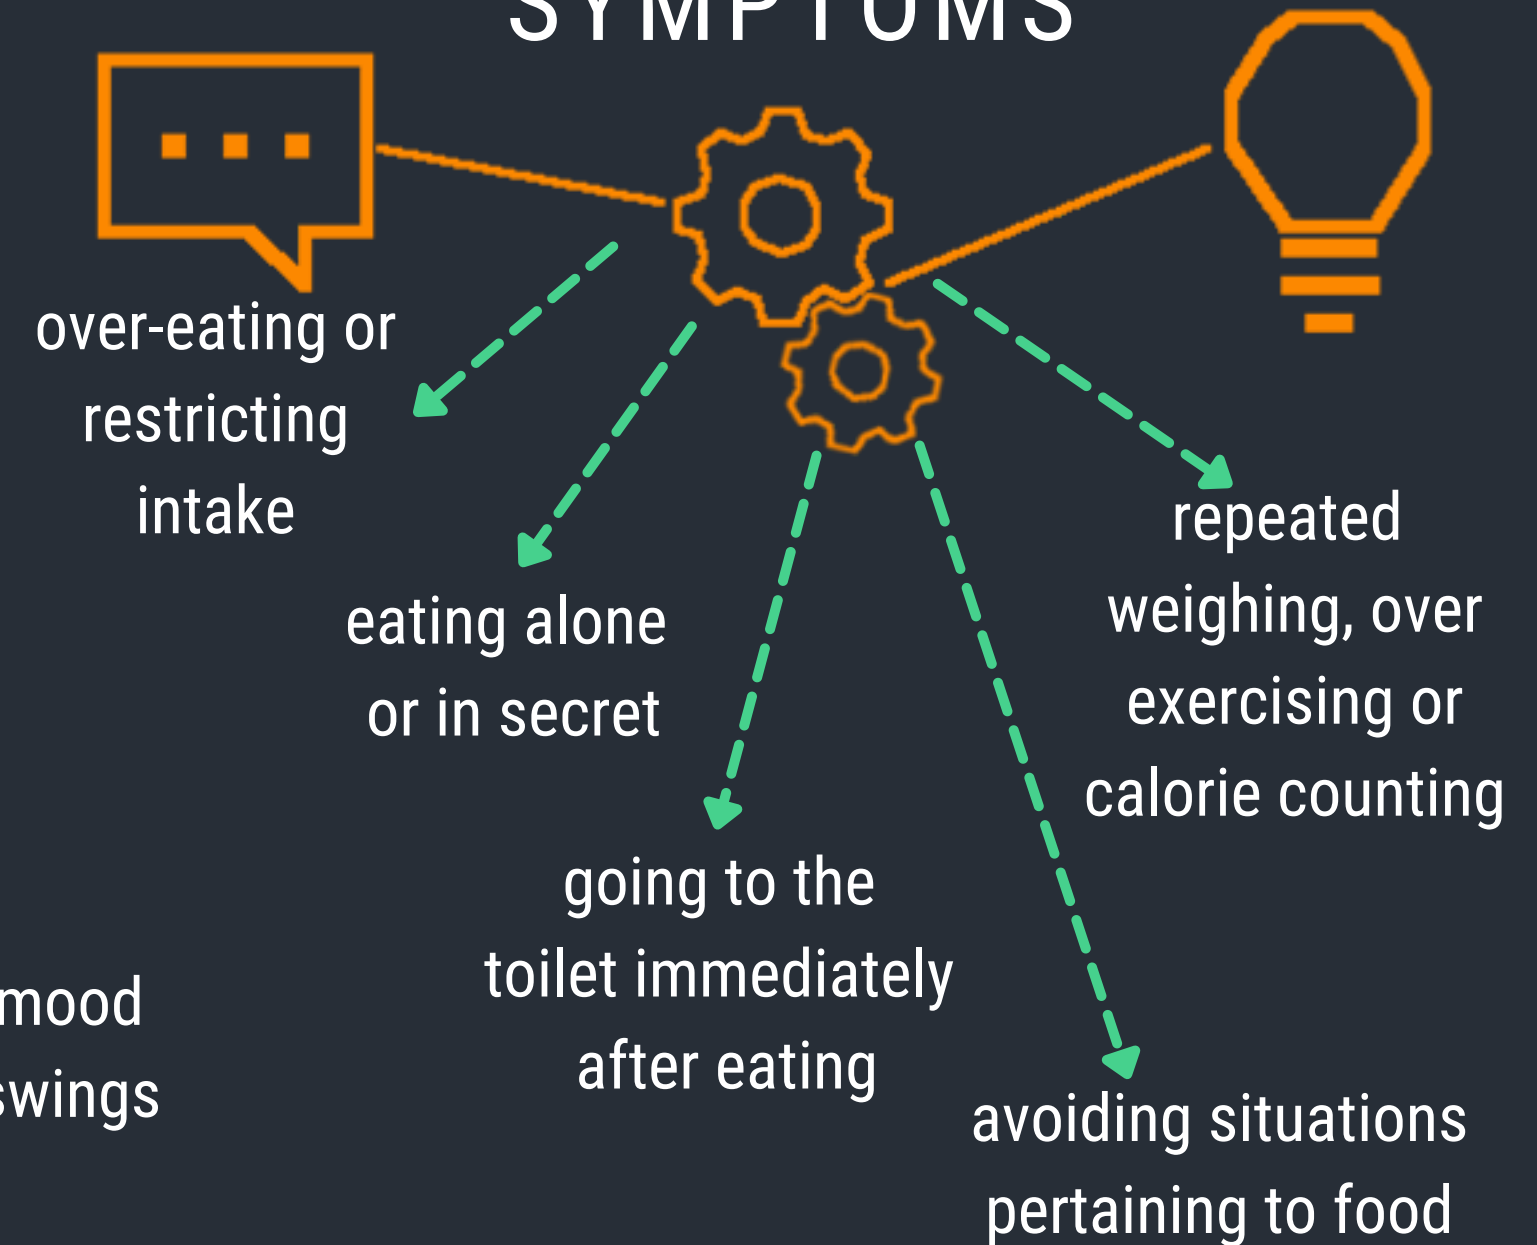 SYMPTOMS
over-eating or
restricting
intake
eating alone
or in secret
going to the
toilet immediately
after eating
repeated
weighing, over
exercising or
calorie counting
avoiding situations
pertaining to food
mood
swings